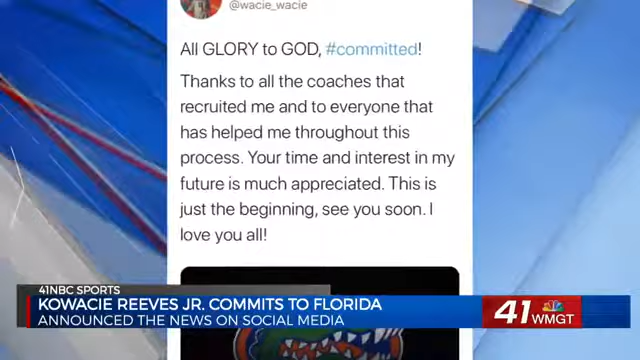 @wacie_wacie
All GLORY to GOD, #committed!
Thanks to all the coaches that
recruited me and to everyone that
has helped me throughout this
process. Your time and interest in my
future is much appreciated. This is
just the beginning, see you soon. I
love you all!
41NBC SPORTS
KOWACIE REEVES JR. COMMITS TO FLORIDA
ANNOUNCED THE NEWS ON SOCIAL MEDIA
41 WMGT